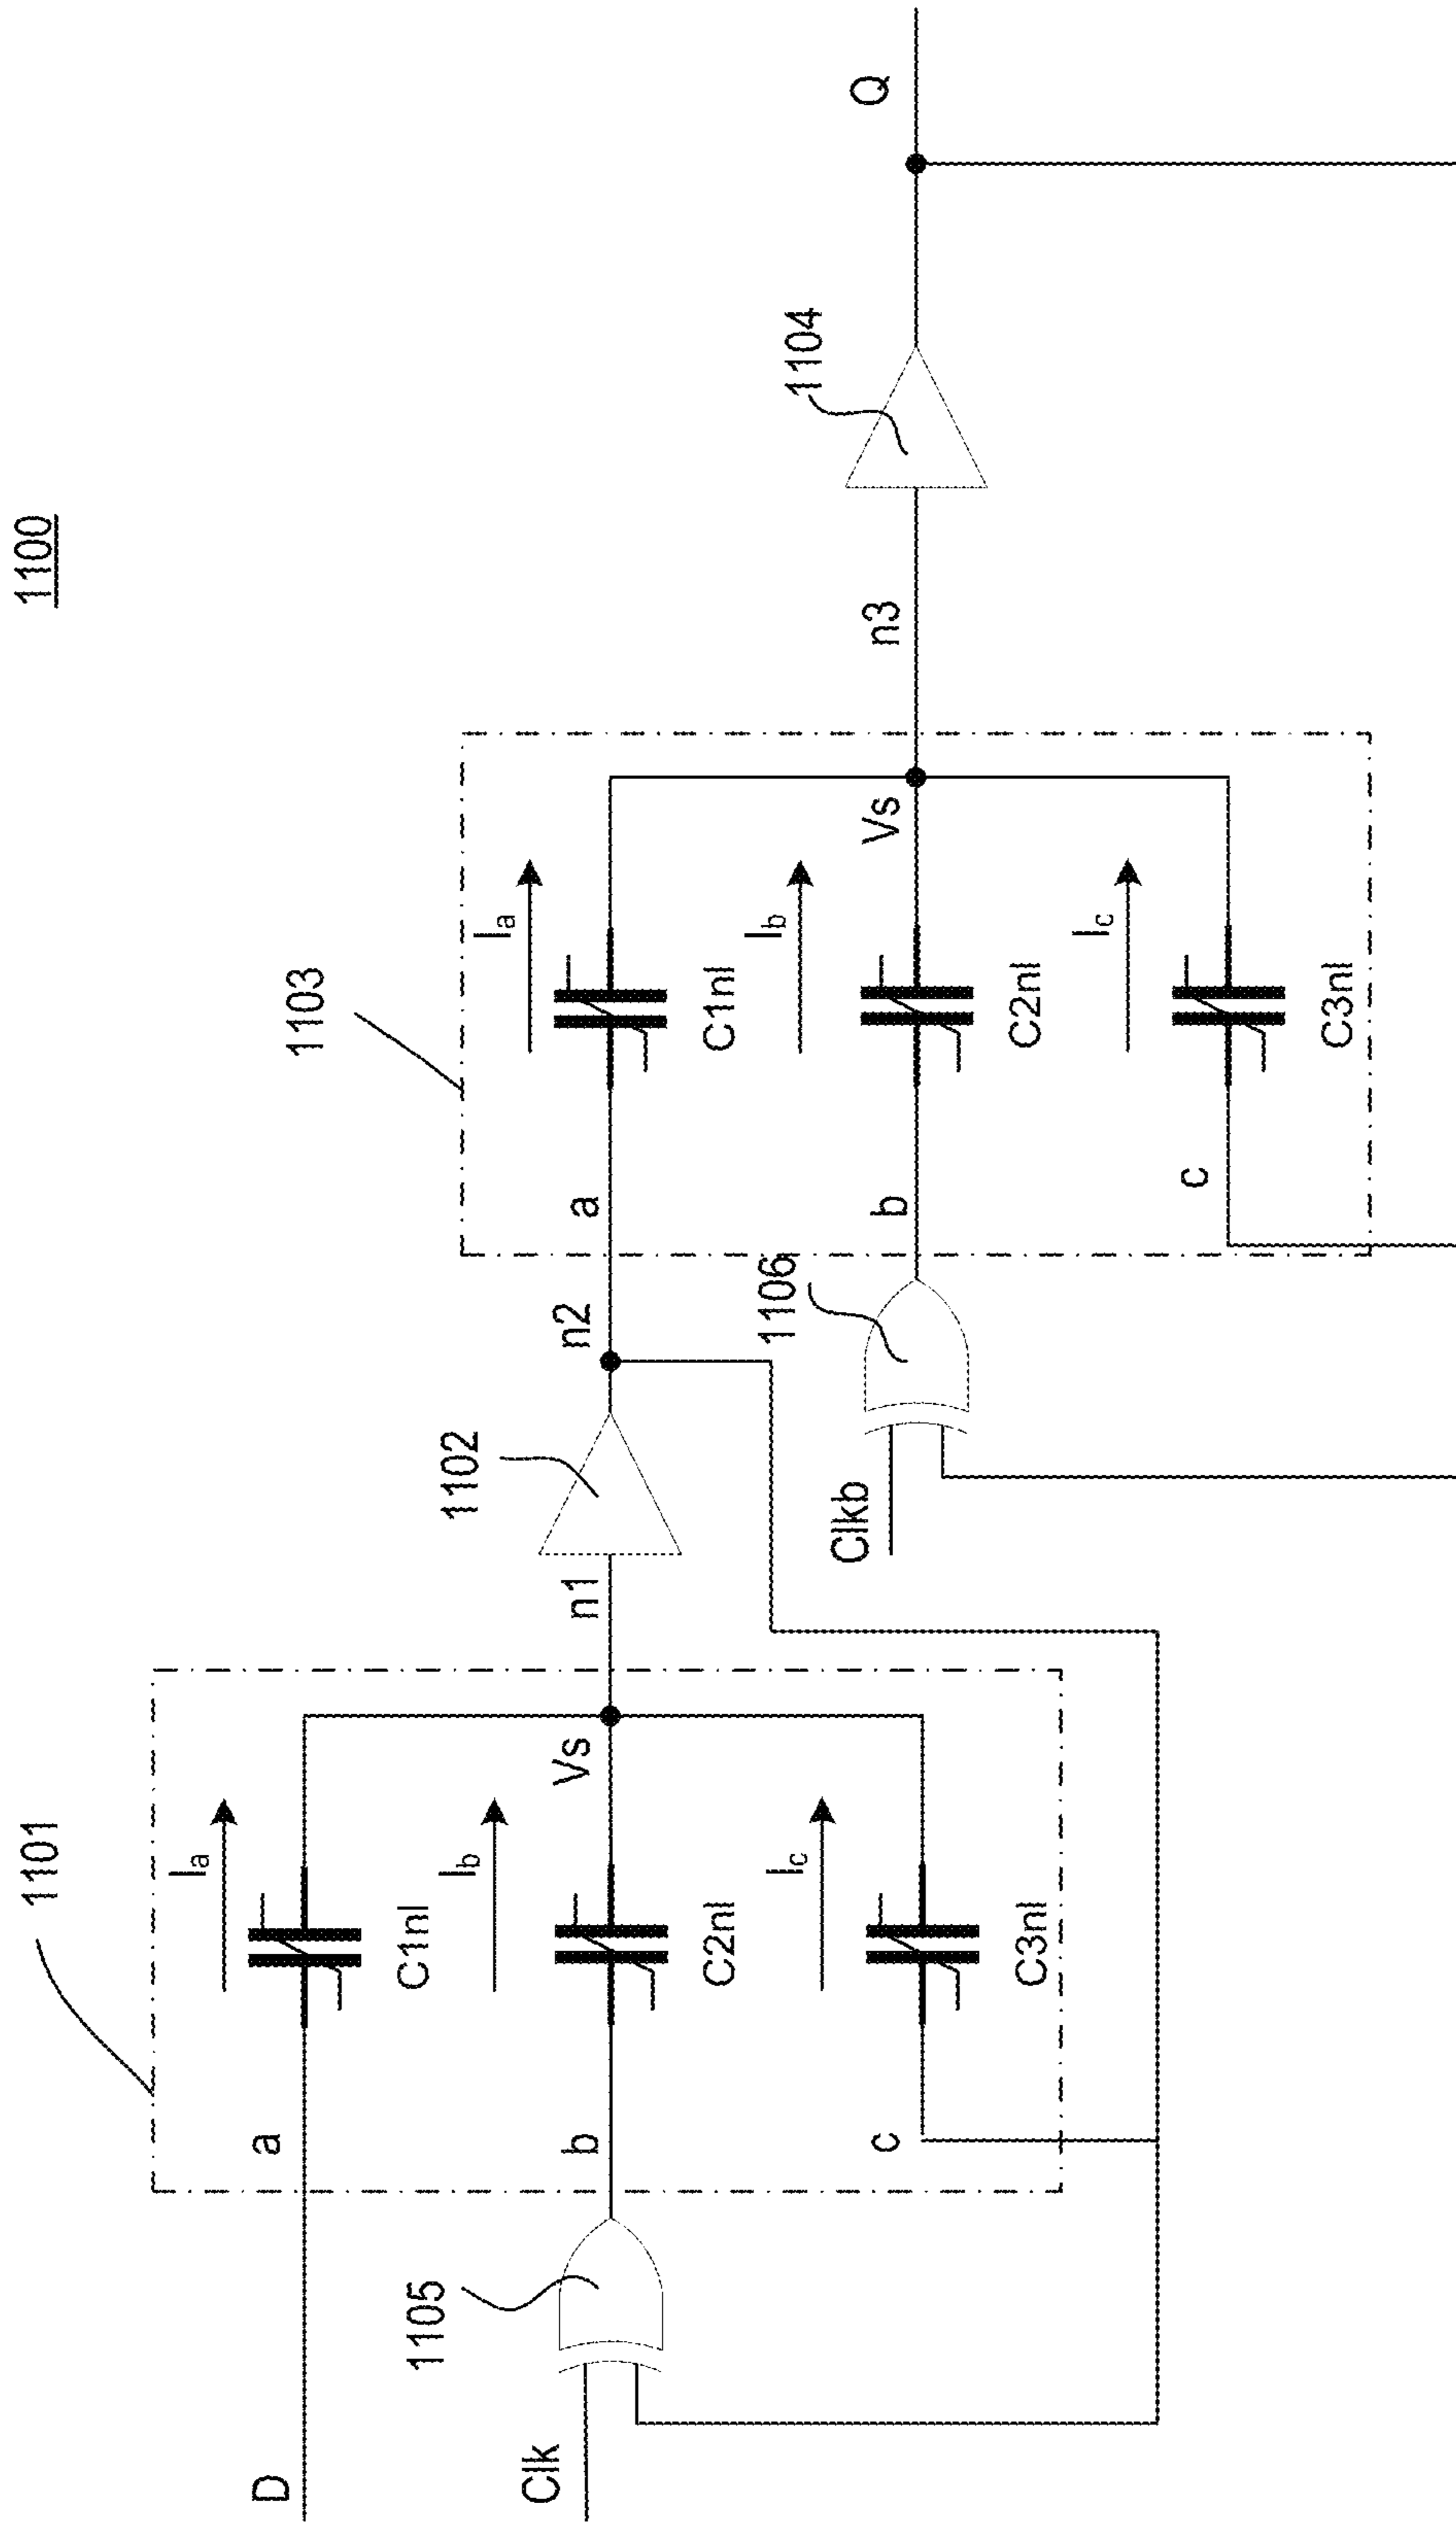 1100
1101
D
a
Ia
C1nl
Clk
1105
b
Ib
C2nl
Vs
n1
1102
n2
c
Ic
C3nl
1103
a
Ia
C1nl
Clkb
1106
b
Ib
C2nl
Vs
n3
1104
Q
c
Ic
C3nl